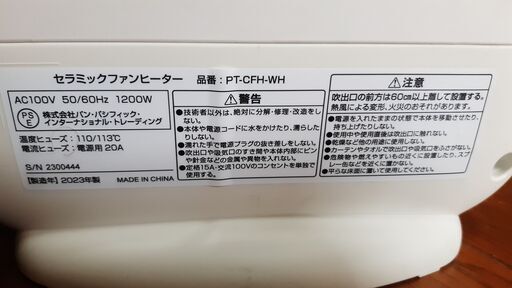 セラミックファンヒーター 品番：PT-CFH-WH
AC100V 50/60Hz 1200W
PS
E
株式会社パン・パシフィック・
インターナショナル・トレーディング
温度ヒューズ：110/113℃
電流ヒューズ：電源用20A
S/N 2300444
【製造年】2023年製 MADE IN CHINA
警告
●技術者以外は、絶対に分解・修理・改造をしない。
●本体や電源コードに水をかけたり、濡らしたりしない。
●濡れた手で電源プラグの抜き差しをしない。
●吹出口や吸気口のすき間や本体内部にピンや針金などの金属や異物を入れない。
●定格15A・交流100Vのコンセントを単独で使用する。
注意
吹出口の前方は60cm以上離して設置する。
熱風による変形、火災のおそれがあります。
●電源を入れたままの状態で本体を移動させたり、持ち上げたりしない。
●使用中や使用直後は本体の
●乾燥など他の用途に使用しない。
●カーテンやタオルで吹出口や吸気口をふさがない。
●危険物や燃えやすいものの近くに設置したり、スプレー缶などを近くに置かない。
●平らな床面に置いて使用してください。